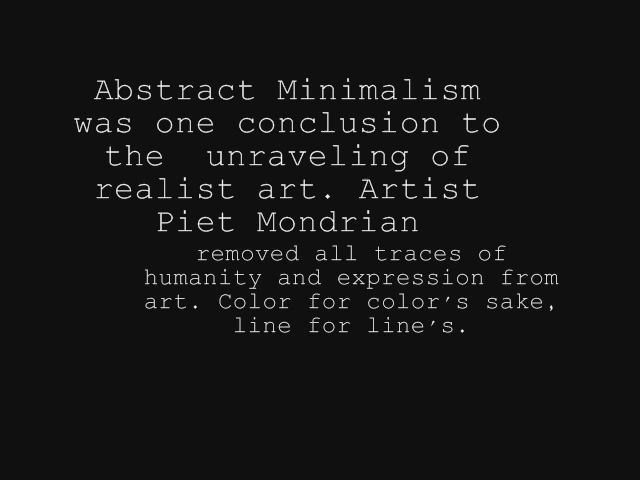 Abstract Minimalism
was one conclusion to
the unraveling of
realist art. Artist
Piet Mondrian
removed all traces of
humanity and expression from
art. Color for color's sake,
line for line's.